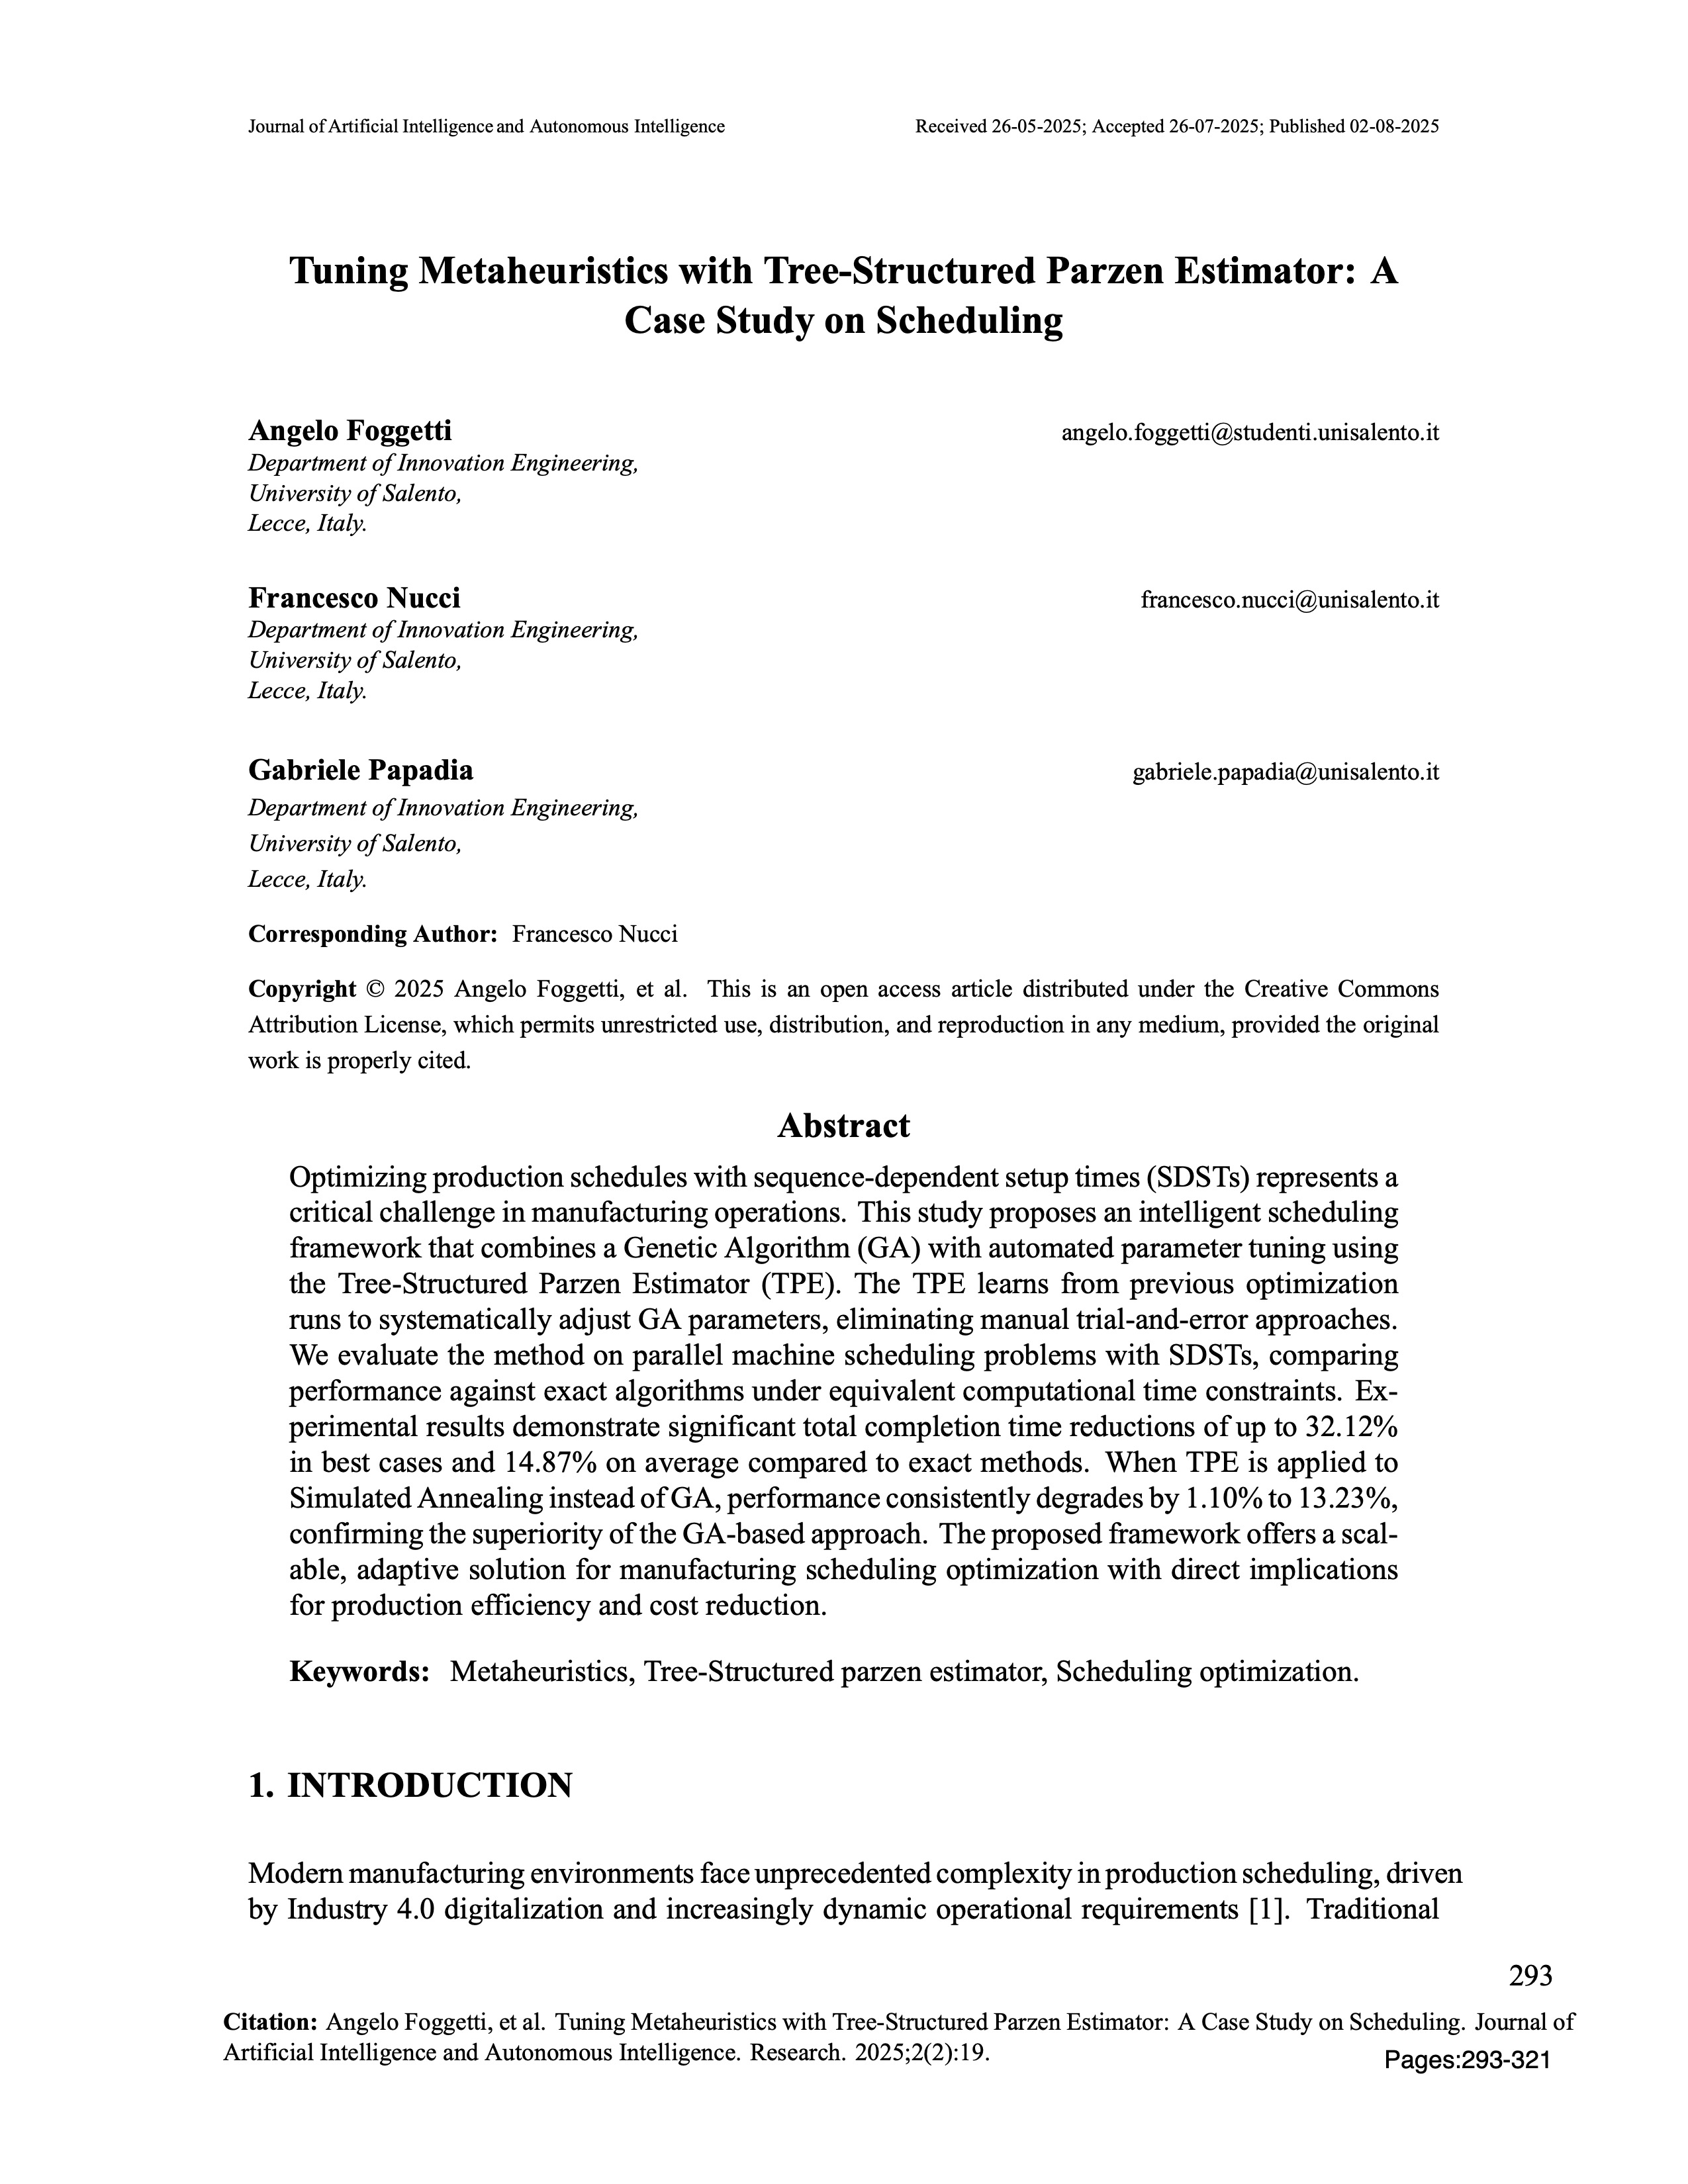 Journal of Artificial Intelligence and Autonomous Intelligence Received 26-05-2025; Accepted 26-07-2025; Published 02-08-2025
Tuning Metaheuristics with Tree-Structured Parzen Estimator: A
Case Study on Scheduling
Angelo Foggetti angelo.foggetti@studenti.unisalento.it
Department of Innovation Engineering,
University of Salento,
Lecce, Italy.
Francesco Nucci francesco.nucci@unisalento.it
Department of Innovation Engineering,
University of Salento,
Lecce, Italy.
Gabriele Papadia gabriele.papadia@unisalento.it
Department of Innovation Engineering,
University of Salento,
Lecce, Italy.
Corresponding Author: Francesco Nucci
Copyright © 2025 Angelo Foggetti, et al. This is an open access article distributed under the Creative Commons
Attribution License, which permits unrestricted use, distribution, and reproduction in any medium, provided the original
work is properly cited.
Abstract
Optimizing production schedules with sequence-dependent setup times (SDSTs) represents a
critical challenge in manufacturing operations. This study proposes an intelligent scheduling
framework that combines a Genetic Algorithm (GA) with automated parameter tuning using
the Tree-Structured Parzen Estimator (TPE). The TPE learns from previous optimization
runs to systematically adjust GA parameters, eliminating manual trial-and-error approaches.
We evaluate the method on parallel machine scheduling problems with SDSTs, comparing
performance against exact algorithms under equivalent computational time constraints. Ex-
perimental results demonstrate significant total completion time reductions of up to 32.12%
in best cases and 14.87% on average compared to exact methods. When TPE is applied to
Simulated Annealing instead of GA, performance consistently degrades by 1.10% to 13.23%,
confirming the superiority of the GA-based approach. The proposed framework offers a scal-
able, adaptive solution for manufacturing scheduling optimization with direct implications
for production efficiency and cost reduction.
Keywords: Metaheuristics, Tree-Structured parzen estimator, Scheduling optimization.
1. INTRODUCTION
Modern manufacturing environments face unprecedented complexity in production scheduling, driven
by Industry 4.0 digitalization and increasingly dynamic operational requirements [1]. Traditional
293
Citation: Angelo Foggetti, et al. Tuning Metaheuristics with Tree-Structured Parzen Estimator: A Case Study on Scheduling. Journal of
Artificial Intelligence and Autonomous Intelligence. Research. 2025;2(2):19.
Pages:293-321